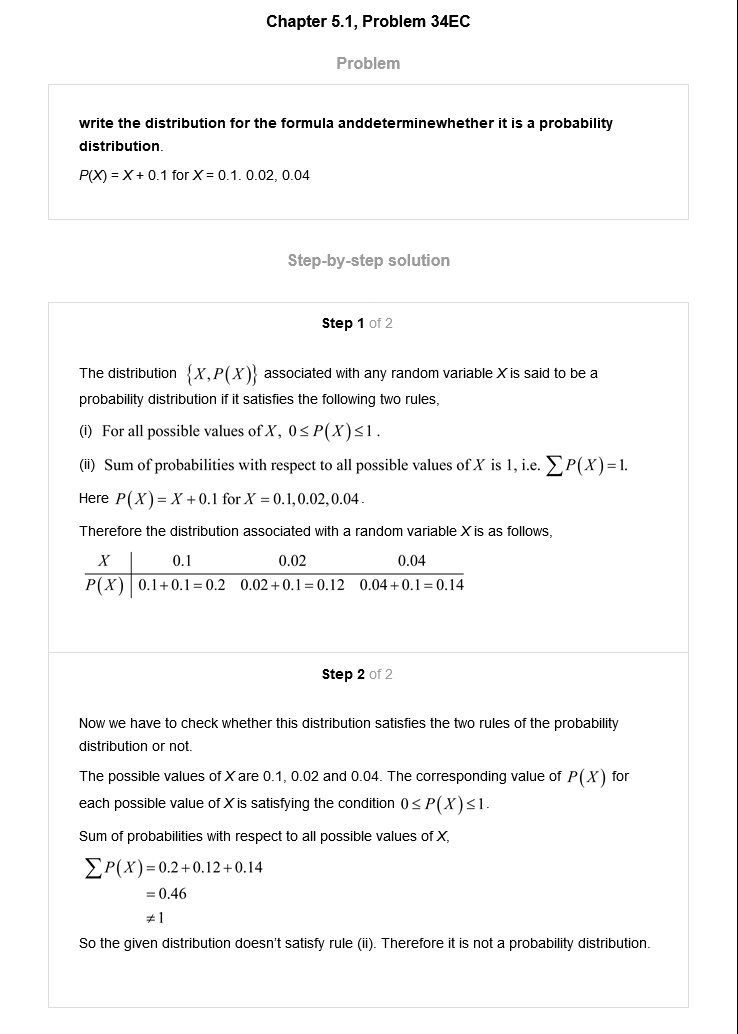 Chapter 5.1, Problem 34EC
Problem
write the distribution for the formula anddeterminewhether it is a probability
distribution.
P(X) = X + 0.1 for X = 0.1. 0.02, 0.04
Step-by-step solution
Step 1 of 2
The distribution {X, P(X)} associated with any random variable X is said to be a
probability distribution if it satisfies the following two rules,
(i) For all possible values of X, 0 ≤ P(X) ≤ 1.
(ii) Sum of probabilities with respect to all possible values of X is 1, i.e. ∑P(X) = 1.
Here P(X) = X + 0.1 for X = 0.1, 0.02, 0.04.
Therefore the distribution associated with a random variable X is as follows,
X 0.1 0.02 0.04
P(X) 0.1 + 0.1 = 0.2 0.02 + 0.1 = 0.12 0.04 + 0.1 = 0.14
Step 2 of 2
Now we have to check whether this distribution satisfies the two rules of the probability
distribution or not.
The possible values of X are 0.1, 0.02 and 0.04. The corresponding value of P(X) for
each possible value of X is satisfying the condition 0 ≤ P(X) ≤ 1.
Sum of probabilities with respect to all possible values of X,
∑P(X) = 0.2 + 0.12 + 0.14
= 0.46
≠ 1
So the given distribution doesn't satisfy rule (ii). Therefore it is not a probability distribution.